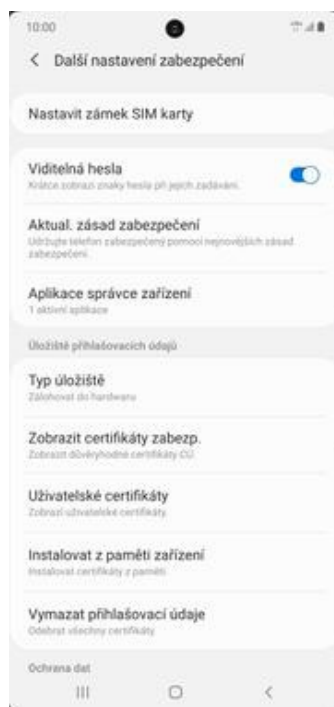 10:00
Další nastavení zabezpečení
Nastavit zámek SIM karty
Viditelná hesla
Krátce zobrazí znaky hesla při jejich zadávání.
Aktual. zásad zabezpečení
Udržujte telefon zabezpečený pomocí nejnovějších zásad
zabezpečení.
Aplikace správce zařízení
1 aktivní aplikace
Úložiště přihlašovacích údajů
Typ úložiště
Zálohovat do hardwaru
Zobrazit certifikáty zabezp.
Zobrazit důvěryhodné certifikáty CÚ
Uživatelské certifikáty
Zobrazí uživatelské certifikáty.
Instalovat z paměti zařízení
Instalovat certifikáty z paměti
Vymazat přihlašovací údaje
Odebrat všechny certifikáty
Ochrana dat